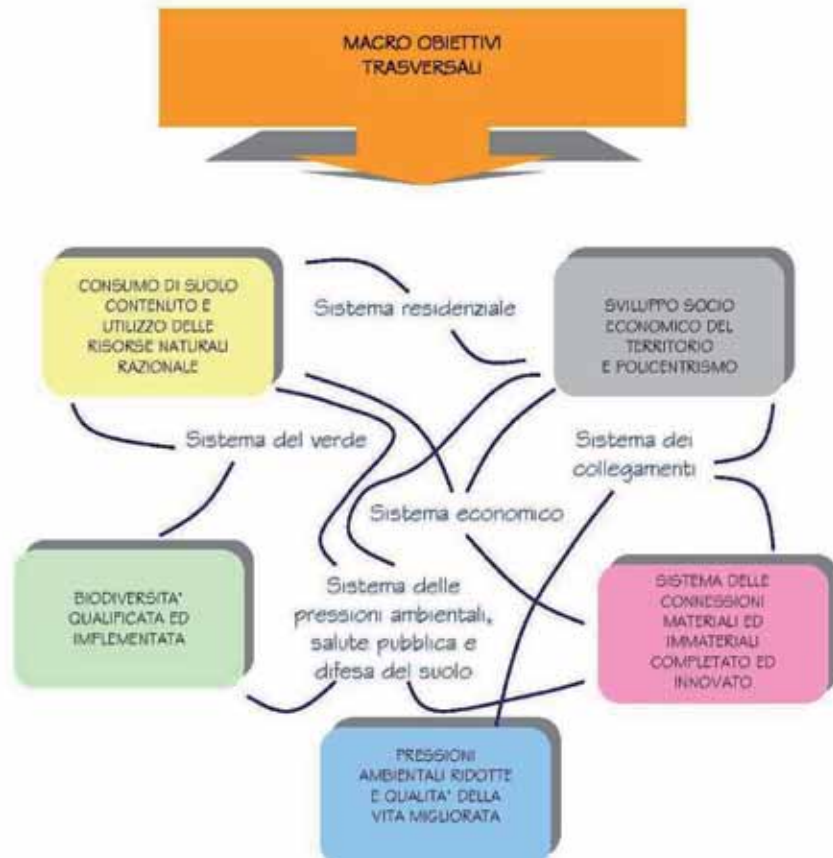 MACRO OBIETTIVI
TRASVERSALI
CONSUMO DI SUOLO
CONTENUTO E
UTILIZZO DELLE
RISORSE NATURALI
RAZIONALE
Sistema residenziale
SVILUPPO SOCIO
ECONOMICO DEL
TERRITORIO
E POLICENTRISMO
Sistema del verde
Sistema dei
collegamenti
Sistema economico
BIODIVERSITA'
QUALIFICATA ED
IMPLEMENTATA
Sistema delle
pressioni ambientali,
salute pubblica e
difesa del suolo
SISTEMA DELLE
CONNESSIONI
MATERIALI ED
IMMATERIALI
COMPLETATO ED
INNOVATO
PRESSIONI
AMBIENTALI RIDOTTE
E QUALITA' DELLA
VITA MIGLIORATA